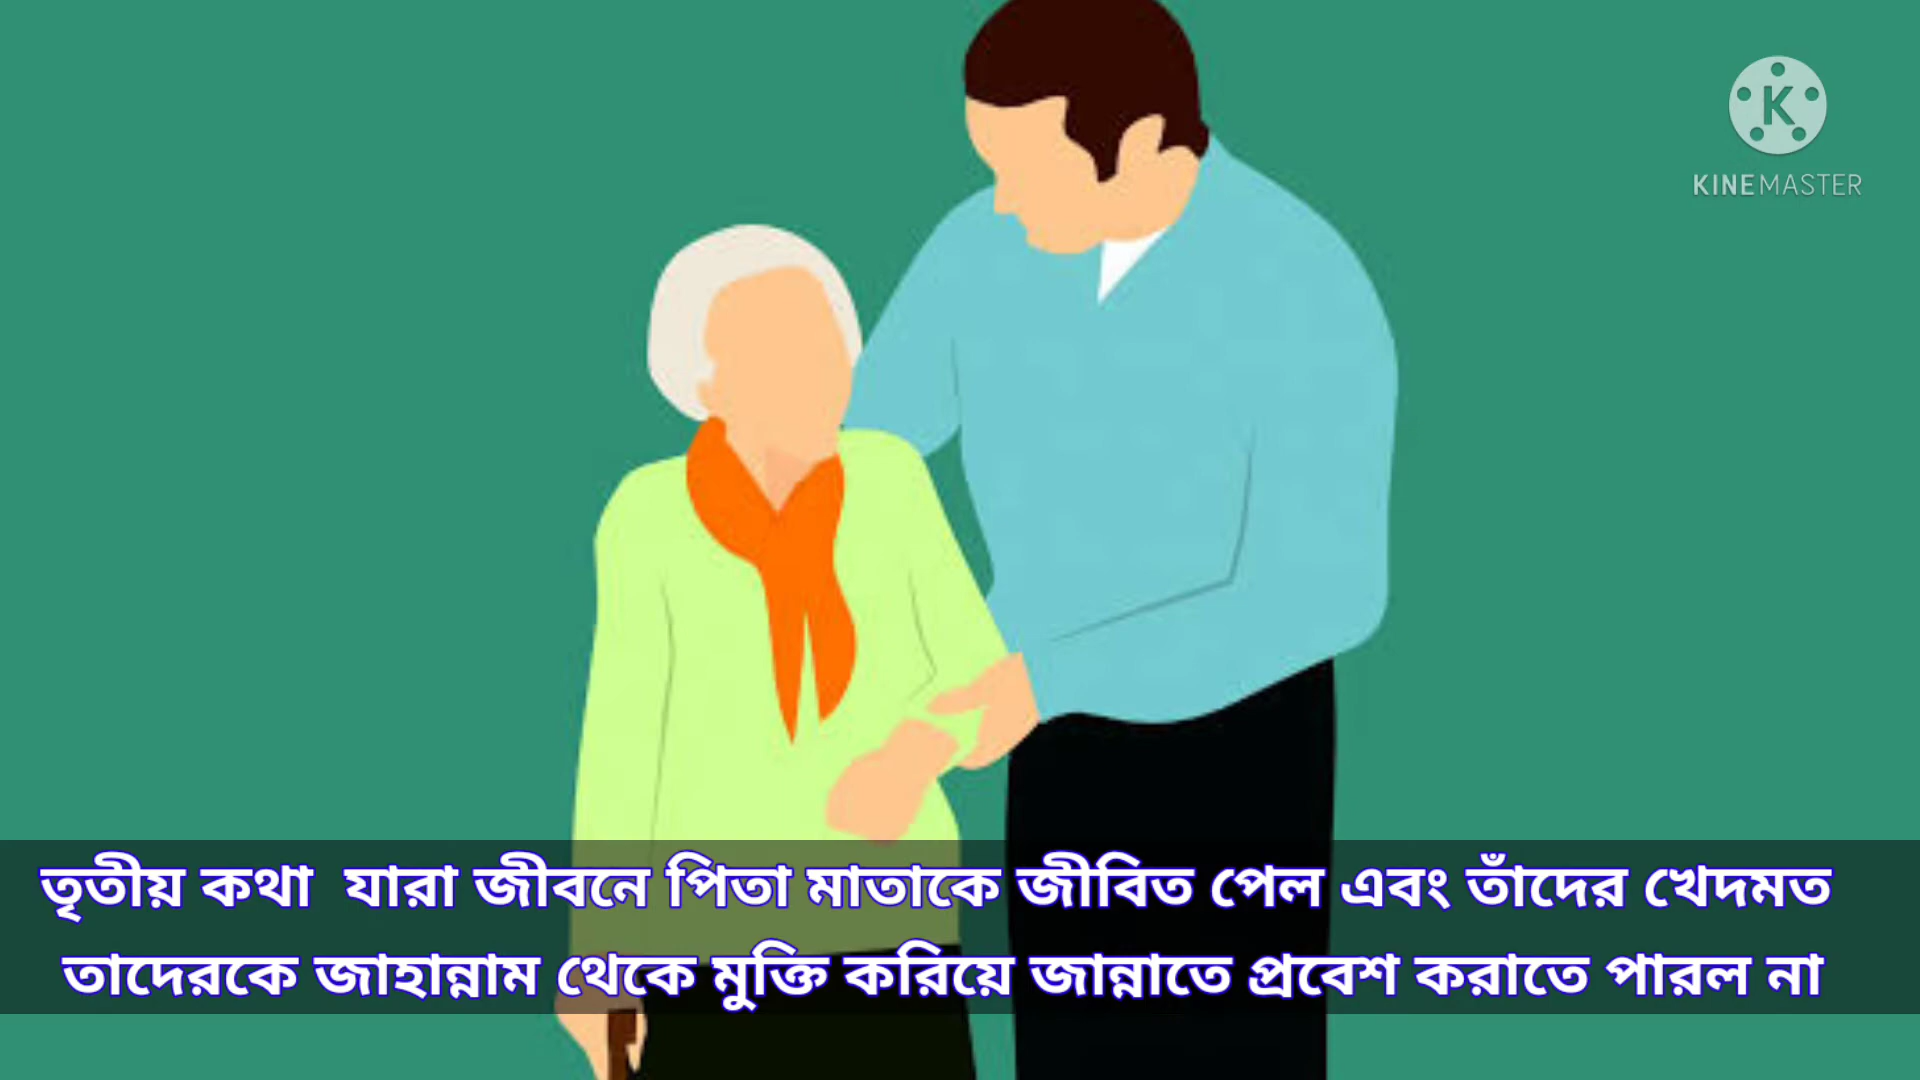 KINEMASTER
তৃতীয় কথা যারা জীবনে পিতা মাতাকে জীবিত পেল এবং তাঁদের খেদমত
তাদেরকে জাহান্নাম থেকে মুক্তি করিয়ে জান্নাতে প্রবেশ করাতে পারল না